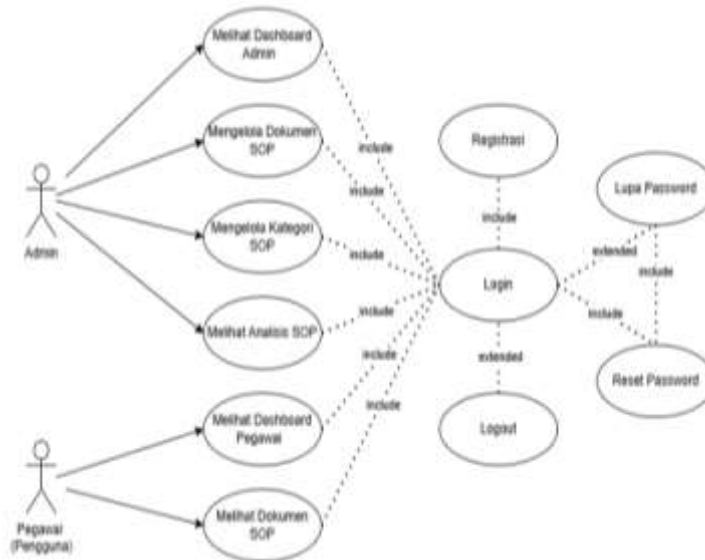 Melihat Dashboard
Admin
Mengelola Dokumen
SOP
Mengelola Kategori
SOP
Melihat Analisis SOP
Melihat Dashboard
Pegawai
Melihat Dokumen
SOP
Admin
Pegawai
(Pengguna)
include
include
include
include
include
include
Registrasi
include
Login
extended
Logout
Lupa Password
extended
include
include
Reset Password